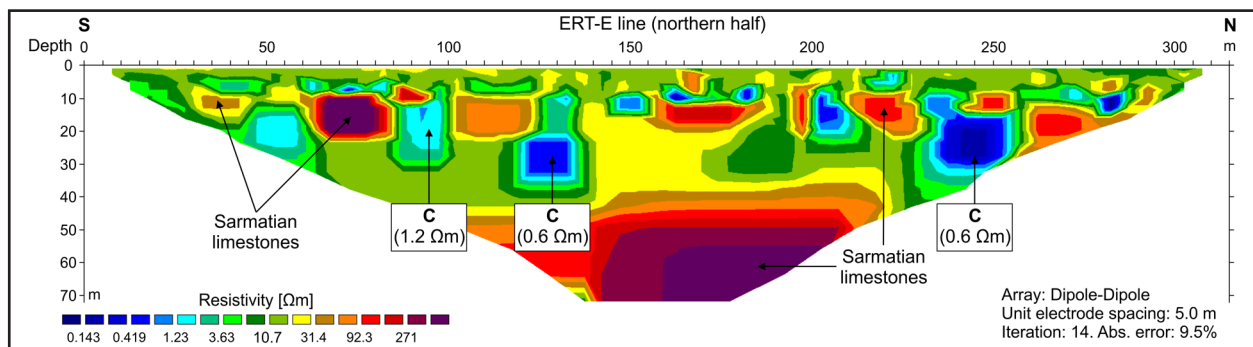 ERT-E line (northern half)
S
N
Depth 0 50 100 150 200 250 300 m
0
10
20
30
40
50
60
70 m
Sarmatian
limestones
C
(1.2 Ωm)
C
(0.6 Ωm)
C
(0.6 Ωm)
Sarmatian
limestones
Resistivity [Ωm]
0.143 0.419 1.23 3.63 10.7 31.4 92.3 271
Array: Dipole-Dipole
Unit electrode spacing: 5.0 m
Iteration: 14. Abs. error: 9.5%